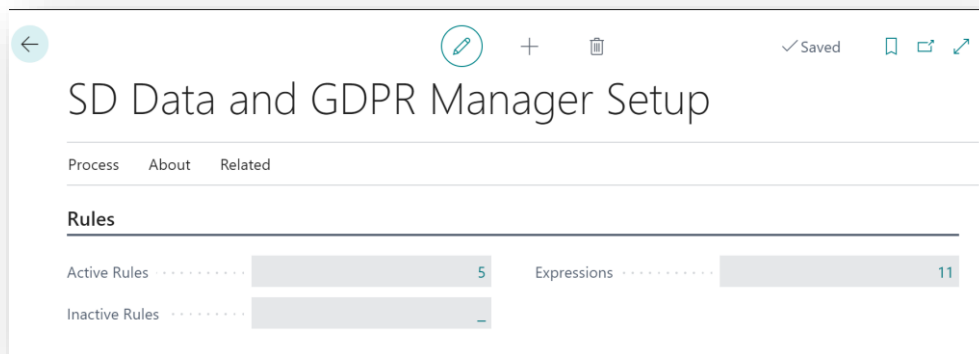 Saved
SD Data and GDPR Manager Setup
Process About Related
Rules
Active Rules 5 Expressions 11
Inactive Rules _